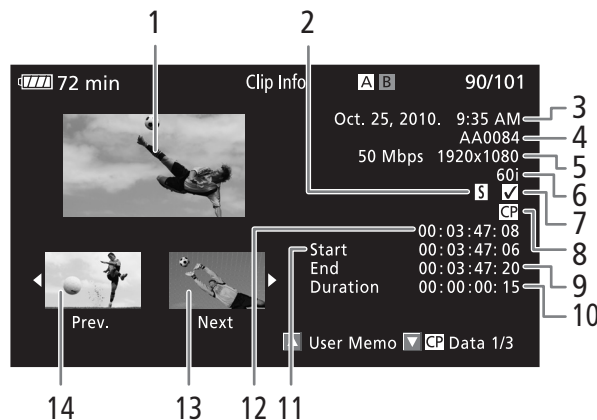 1
2
72 min Clip Info A B 90/101
Oct. 25, 2010. 9:35 AM
3
AA0084
4
50 Mbps 1920x1080
5
60i
6
S
7
CP
8
00:03:47:08
Start 00:03:47:06
End 00:03:47:20
9
Duration 00:00:00:15
10
Prev.
Next
User Memo CP Data 1/3
14
13
12
11